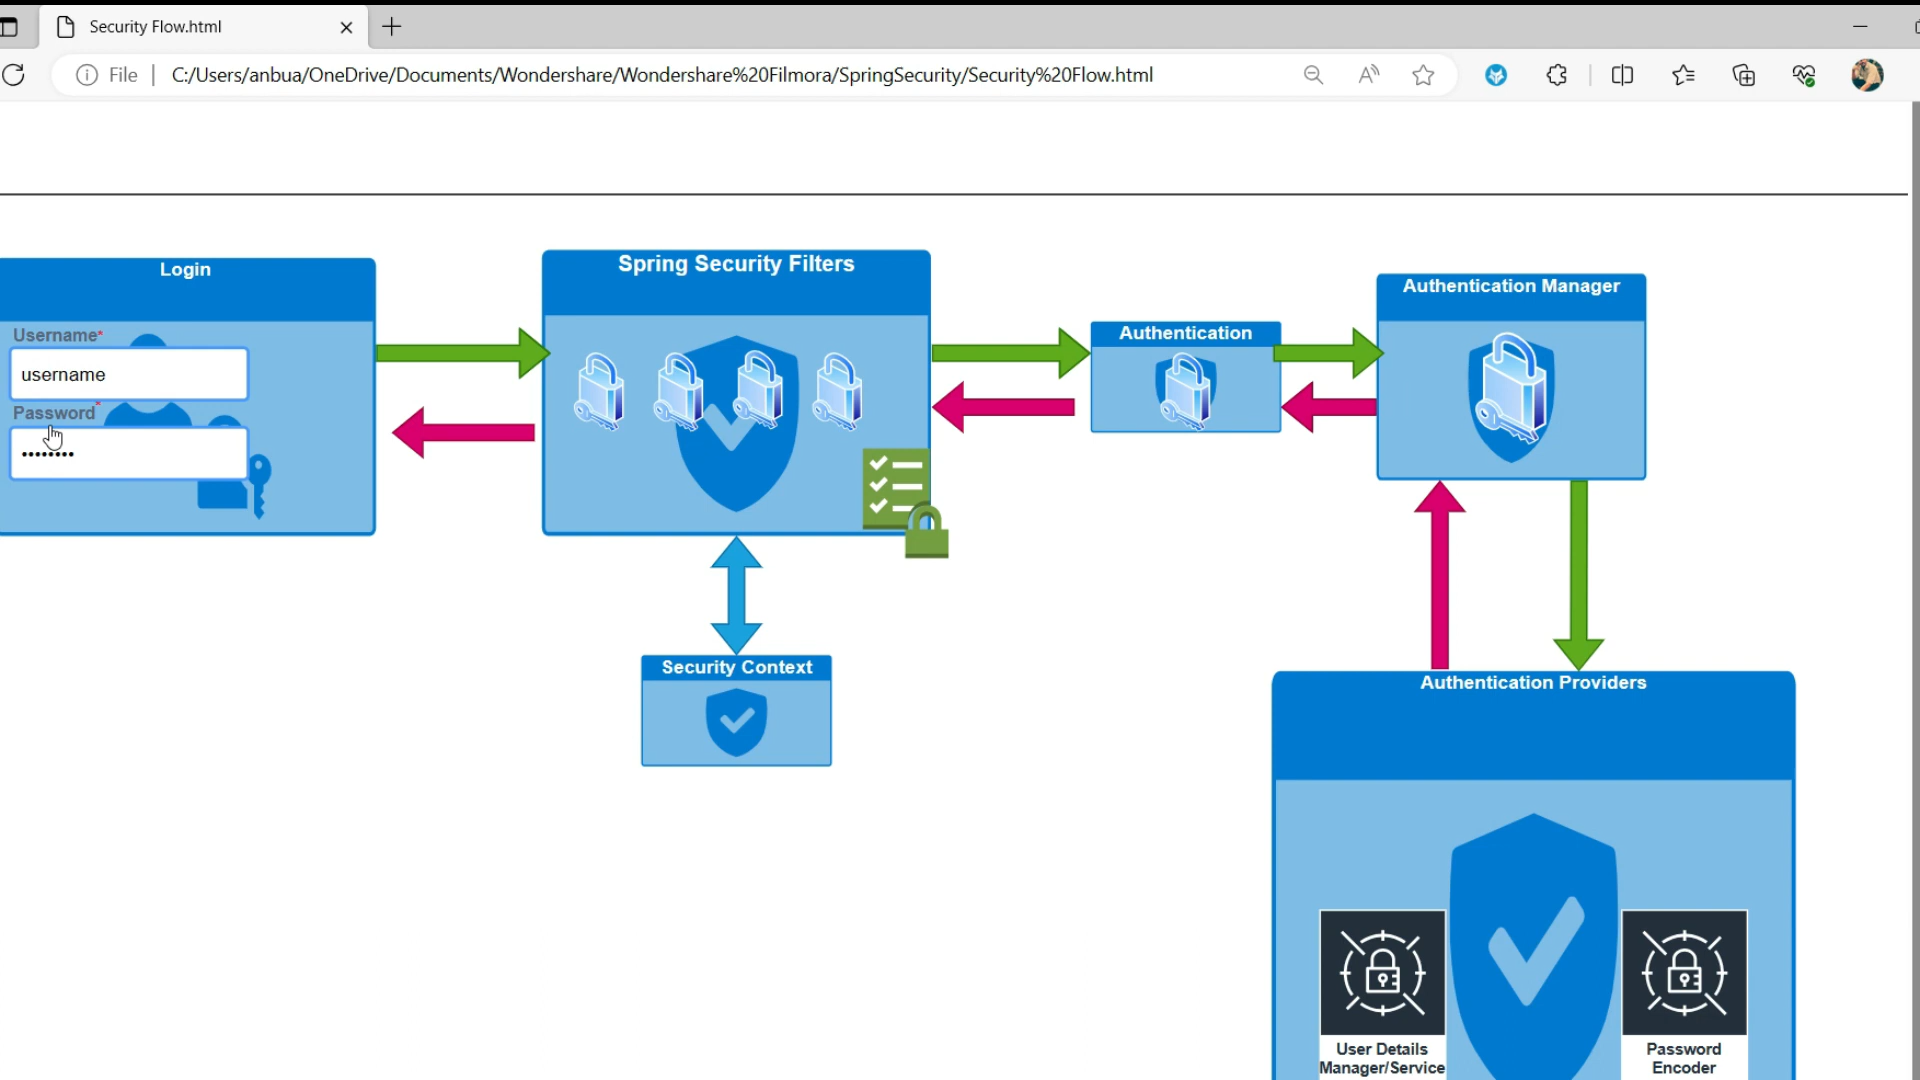 Security Flow.html
File
C:/Users/anbua/OneDrive/Documents/Wondershare/Wondershare%20Filmora/SpringSecurity/Security%20Flow.html
Login
Username*
username
Password*
Spring Security Filters
Authentication
Authentication Manager
Security Context
Authentication Providers
User Details
Manager/Service
Password
Encoder